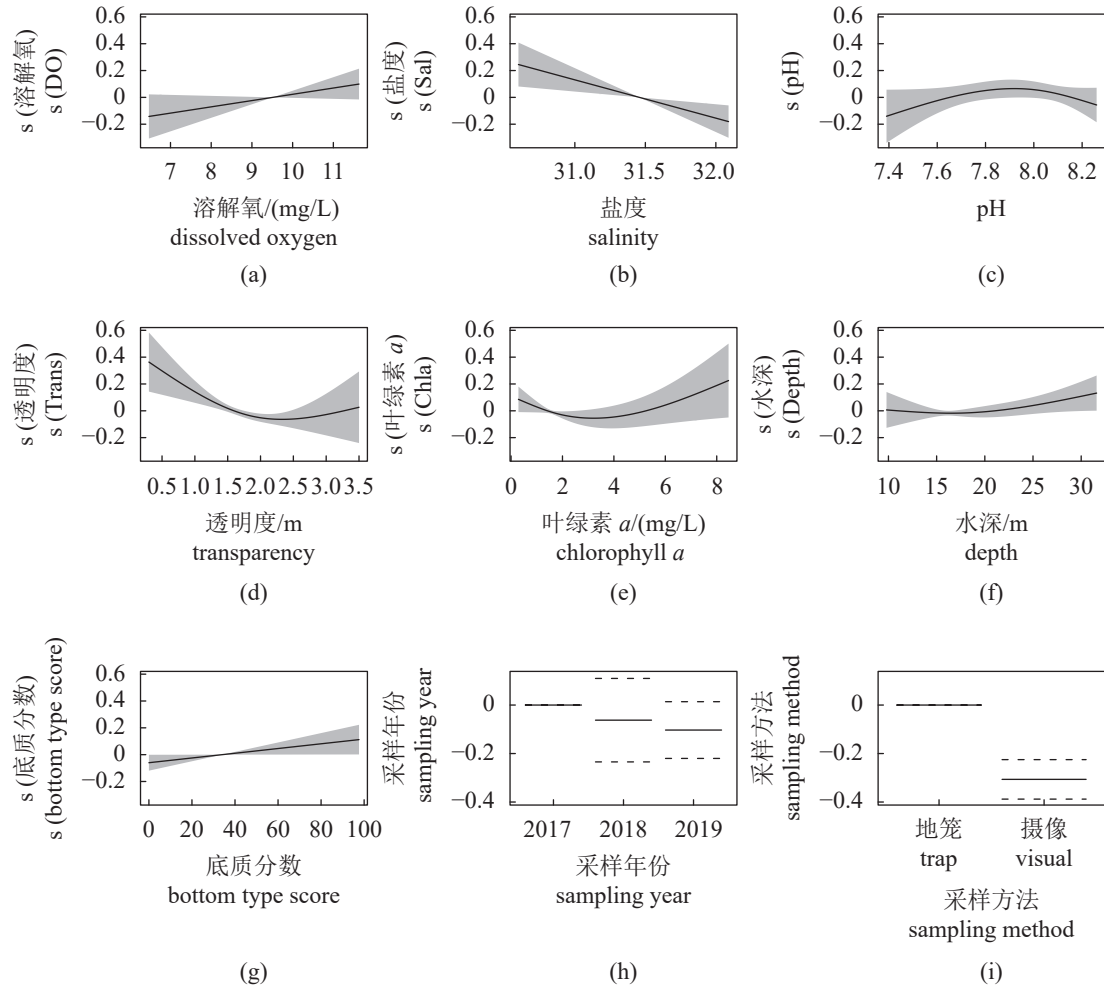 s (溶解氧)
s (DO)
0.6
0.4
0.2
0
−0.2
7 8 9 10 11
溶解氧/(mg/L)
dissolved oxygen
(a)
s (盐度)
s (Sal)
0.6
0.4
0.2
0
−0.2
31.0 31.5 32.0
盐度
salinity
(b)
s (pH)
0.6
0.4
0.2
0
−0.2
7.4 7.6 7.8 8.0 8.2
pH
(c)
s (透明度)
s (Trans)
0.6
0.4
0.2
0
−0.2
0.5 1.0 1.5 2.0 2.5 3.0 3.5
透明度/m
transparency
(d)
s (叶绿素 a)
s (Chla)
0.6
0.4
0.2
0
−0.2
0 2 4 6 8
叶绿素 a/(mg/L)
chlorophyll a
(e)
s (水深)
s (Depth)
0.6
0.4
0.2
0
−0.2
10 15 20 25 30
水深/m
depth
(f)
s (底质分数)
s (bottom type score)
0.6
0.4
0.2
0
−0.2
0 20 40 60 80 100
底质分数
bottom type score
(g)
采样年份
sampling year
0
−0.2
−0.4
2017 2018 2019
采样年份
sampling year
(h)
采样方法
sampling method
0
−0.2
−0.4
地笼 摄像
trap visual
采样方法
sampling method
(i)